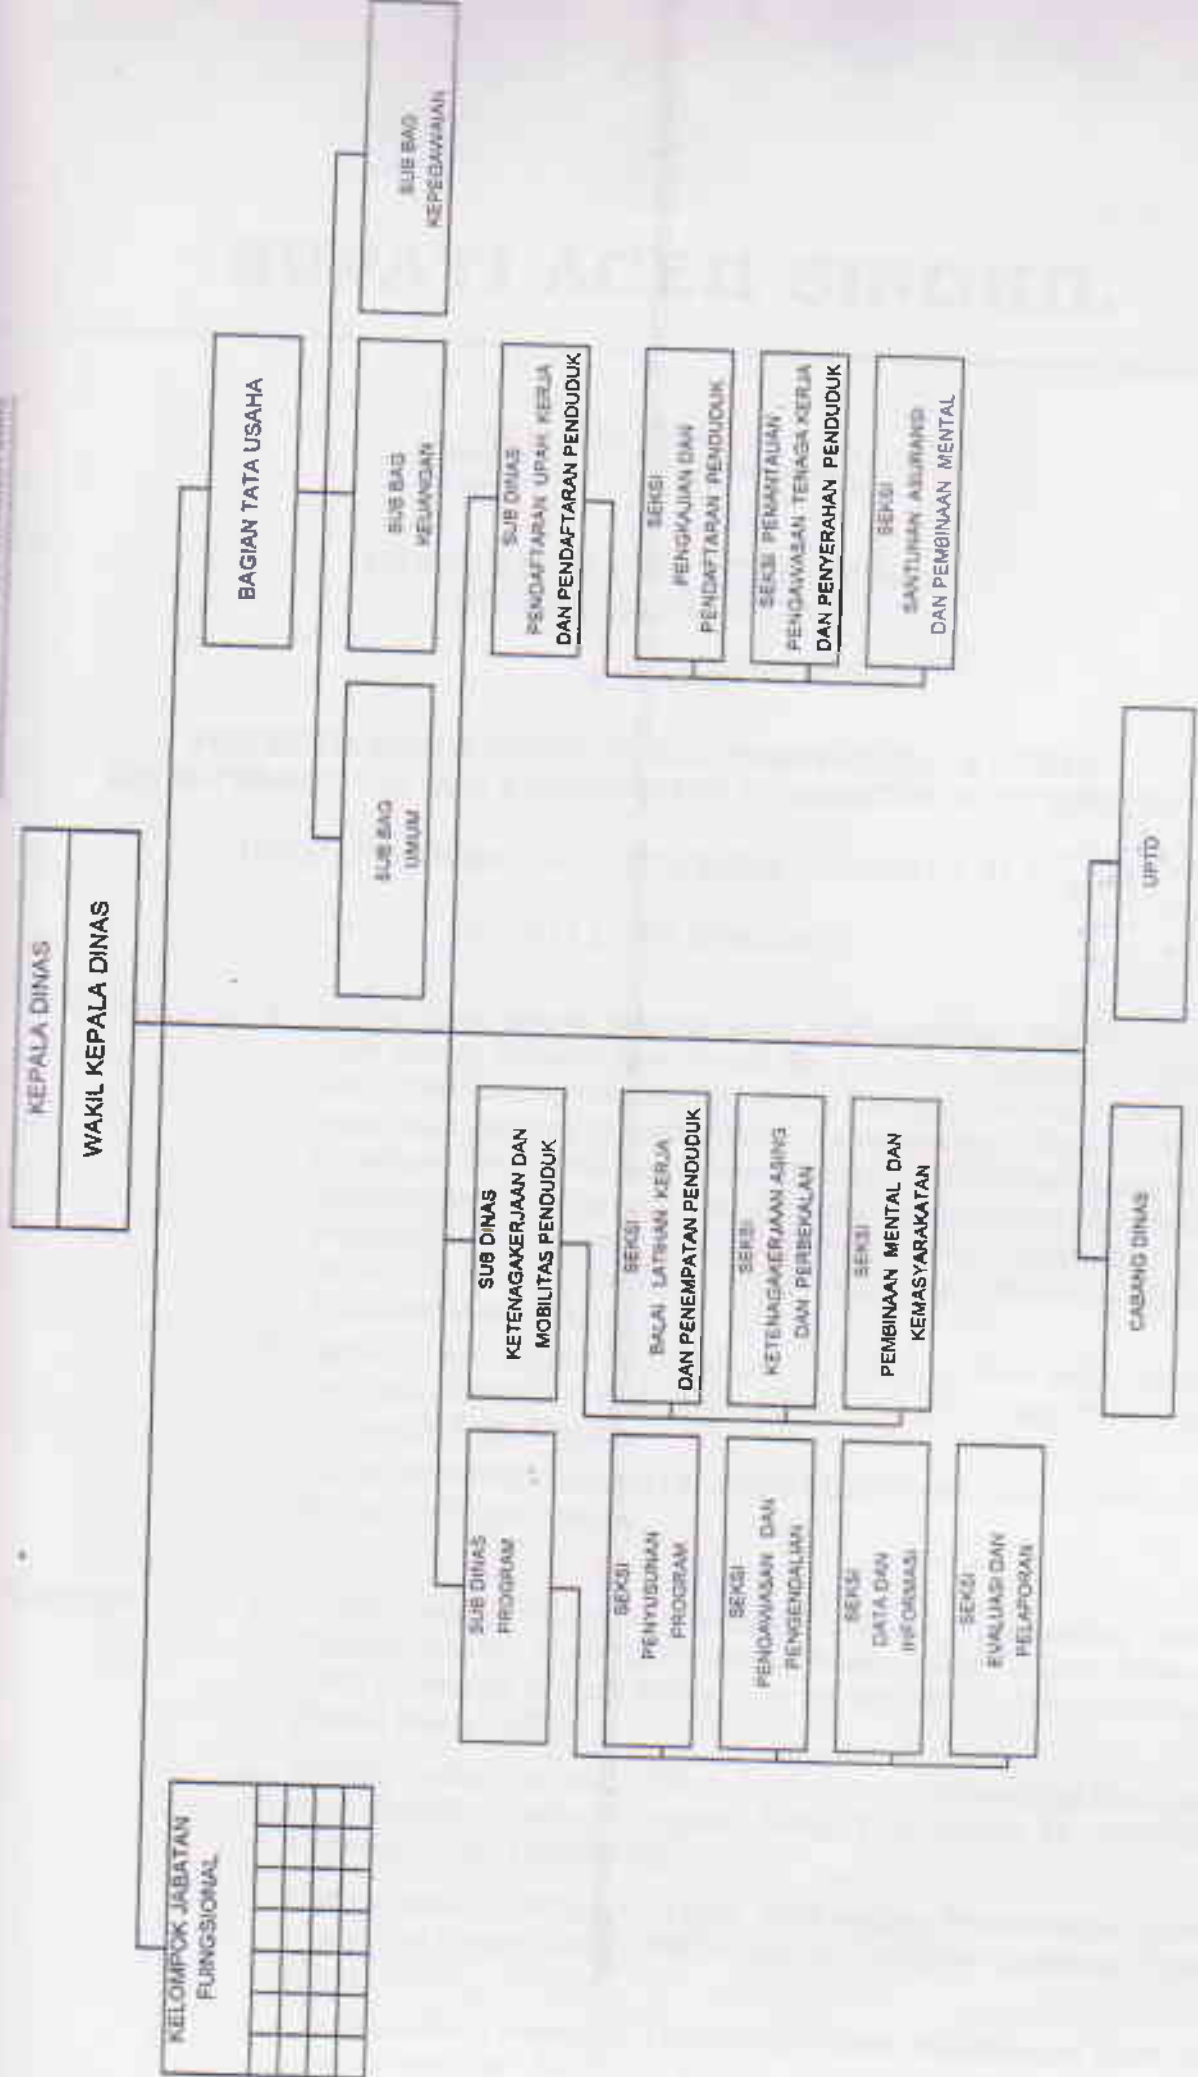 KEPALA DINAS
WAKIL KEPALA DINAS
KELOMPOK JABATAN
FUNGSIONAL
BAGIAN TATA USAHA
SUB BAG
UMUM
SUB BAG
KEUANGAN
SUB BAG
KEPEGAWAIAN
SUB DINAS
PROGRAM
SEKSI
PENYUSUNAN
PROGRAM
SEKSI
PENGAWASAN DAN
PENGENDALIAN
SEKSI
DATA DAN
INFORMASI
SEKSI
EVALUASI DAN
PELAPORAN
SUB DINAS
KETENAGAKERJAAN DAN
MOBILITAS PENDUDUK
SEKSI
BALAI LATIHAN KERJA
DAN PENEMPATAN PENDUDUK
SEKSI
KETENAGAKERJAAN ASING
DAN PERBEKALAN
SEKSI
PEMBINAAN MENTAL DAN
KEMASYARAKATAN
SUB DINAS
PENDAFTARAN UPAH KERJA
DAN PENDAFTARAN PENDUDUK
SEKSI
PENGKAJIAN DAN
PENDAFTARAN PENDUDUK
SEKSI PEMANTAUAN
PENGAWASAN TENAGA KERJA
DAN PENYERAHAN PENDUDUK
SEKSI
SANTUNAN ASURANSI
DAN PEMBINAAN MENTAL
CABANG DINAS
UPTD